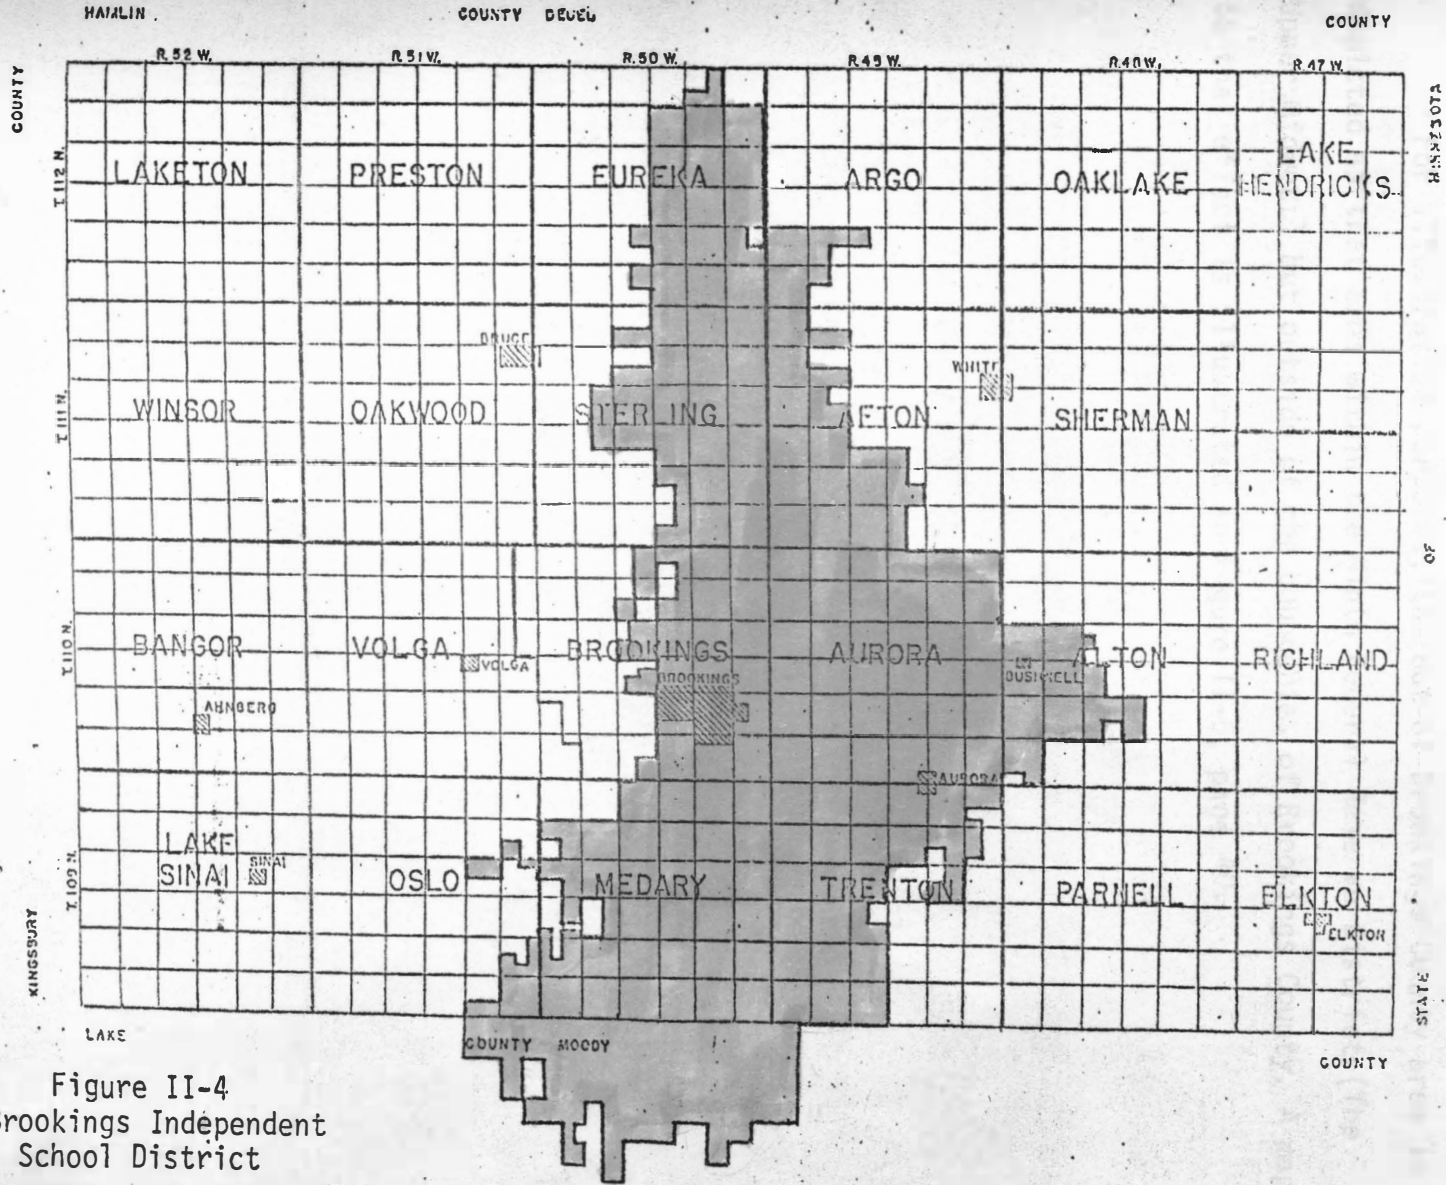 HAMLIN
COUNTY DEUEL
COUNTY
R. 52 W.
R. 51 W.
R. 50 W.
R. 49 W.
R. 48 W.
R. 47 W.
COUNTY
MINNESOTA
T. 112 N.
LAKETON
PRESTON
EUREKA
ARGO
OAKLAKE
LAKE
HENDRICKS
BRUCE
WHITE
T. 111 N.
WINSOR
OAKWOOD
STERLING
AFTON
SHERMAN
OF
T. 110 N.
BANGOR
VOLGA
VOLGA
BROOKINGS
BROOKINGS
AURORA
BUSHNELL
ALTON
RICHLAND
AHNBERG
AURORA
T. 109 N.
LAKE
SINAI
SINAI
OSLO
MEDARY
TRENTON
PARNELL
ELKTON
ELKTON
KINGSBURY
STATE
LAKE
COUNTY MOODY
COUNTY
Figure II-4
Brookings Independent
School District